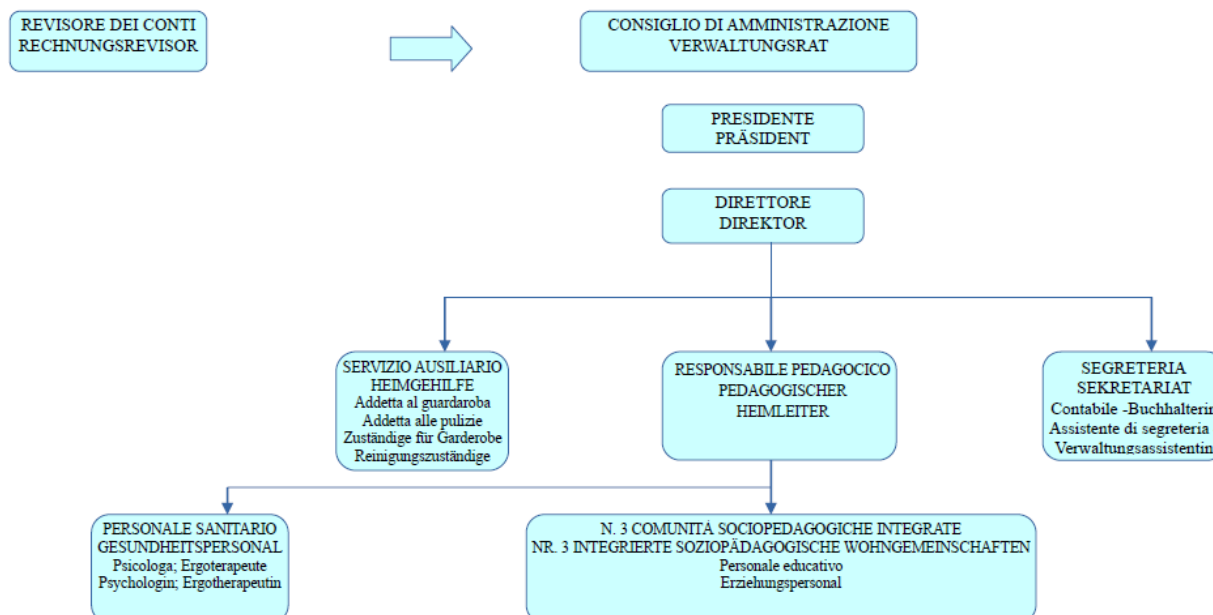 REVISORE DEI CONTI
RECHNUNGSREVISOR
CONSIGLIO DI AMMINISTRAZIONE
VERWALTUNGSRAT
PRESIDENTE
PRÄSIDENT
DIRETTORE
DIREKTOR
SERVIZIO AUSILIARIO
HEIMGEHILFE
Addetta al guardaroba
Addetta alle pulizie
Zuständige für Garderobe
Reinigungszuständige
RESPONSABILE PEDAGOCICO
PEDAGOGISCHER
HEIMLEITER
SEGRETERIA
SEKRETARIAT
Contabile -Buchhalterin
Assistente di segreteria
Verwaltungsassistentin
PERSONALE SANITARIO
GESUNDHEITSPERSONAL
Psicologa; Ergoterapeute
Psychologin; Ergotherapeutin
N. 3 COMUNITÀ SOCIOPEDAGOGICHE INTEGRATE
NR. 3 INTEGRIERTE SOZIOPÄDAGOGISCHE WOHNGEMEINSCHAFTEN
Personale educativo
Erziehungspersonal